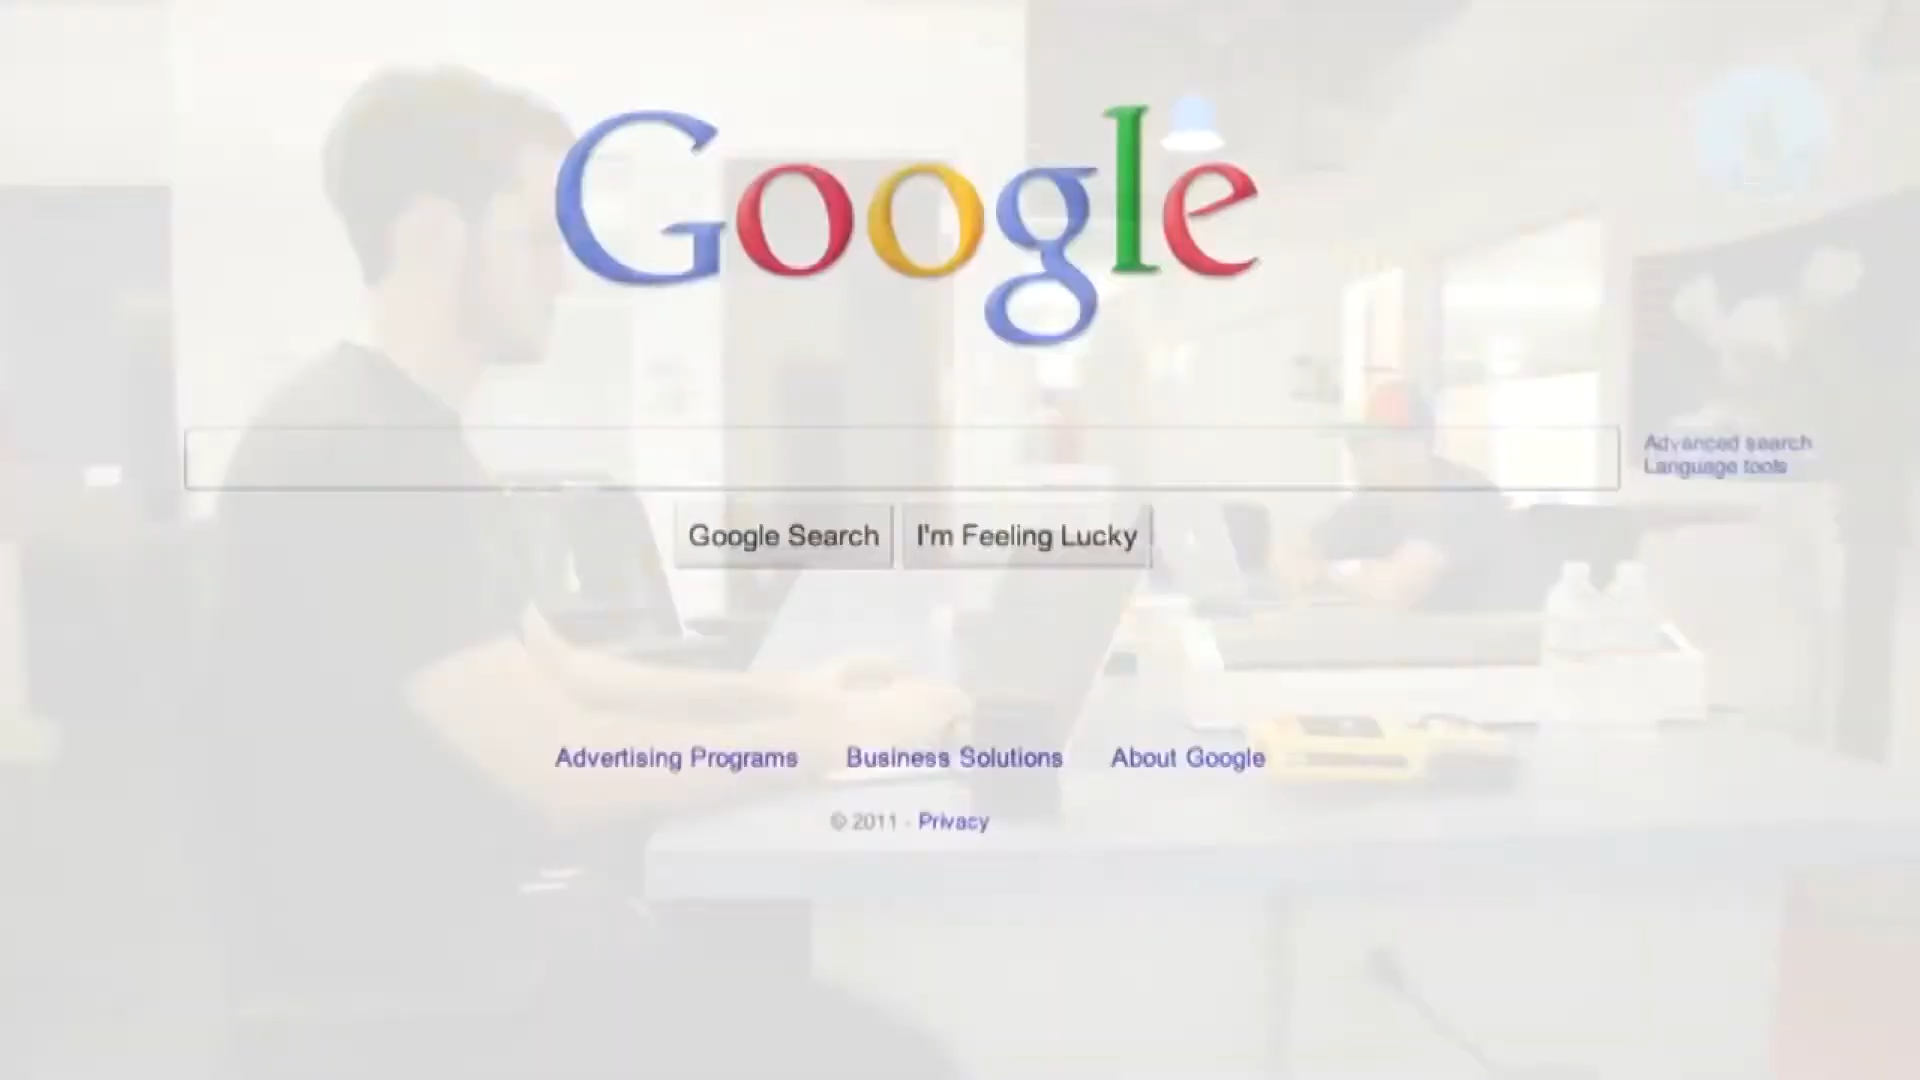 Google
Advanced search
Language tools
Google Search
I'm Feeling Lucky
Advertising Programs
Business Solutions
About Google
© 2011 - Privacy